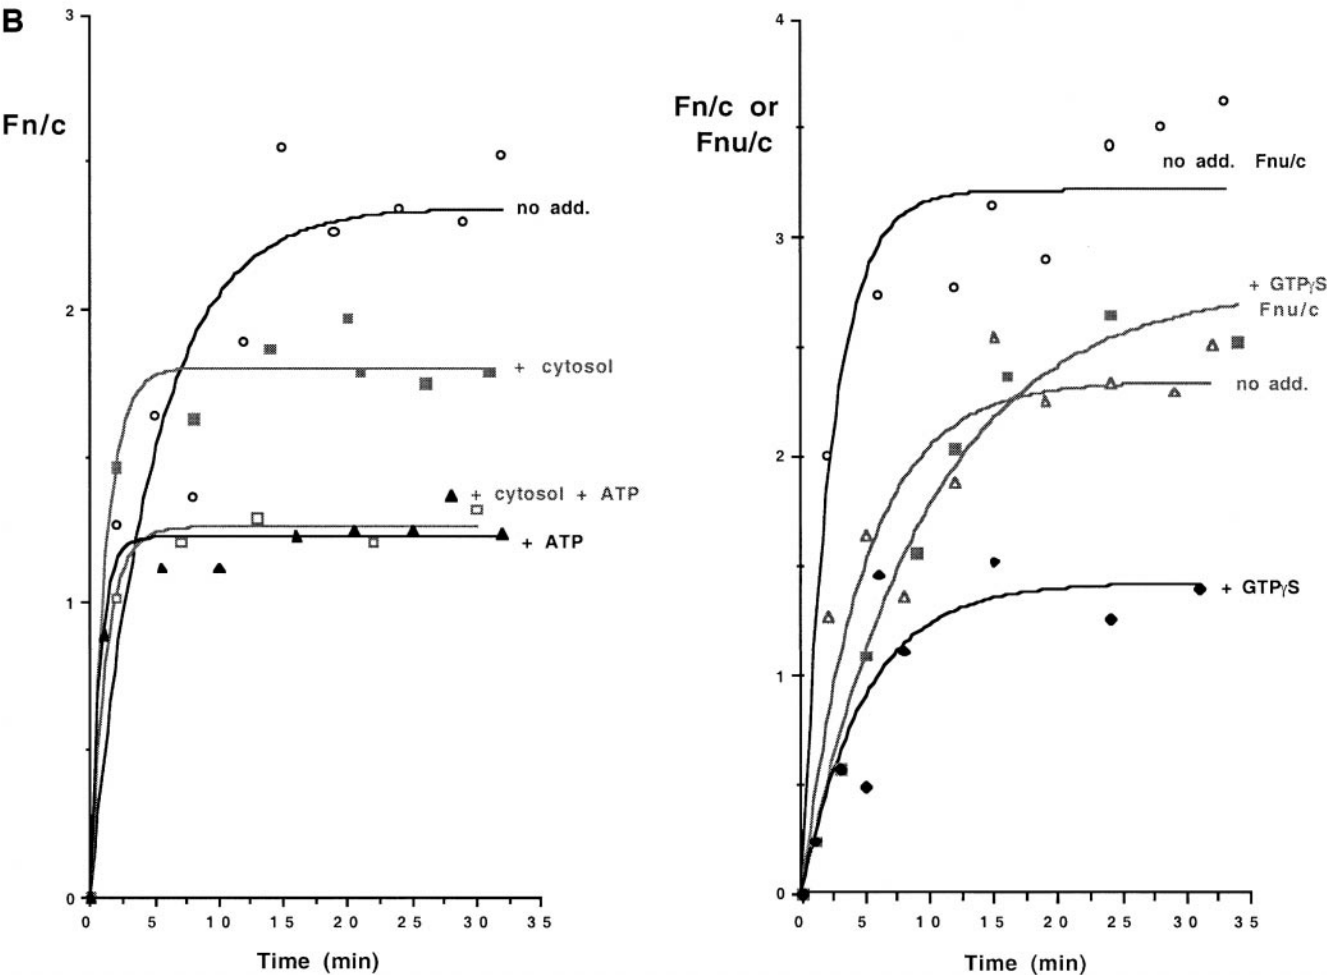 B
3
Fn/c
2
1
0
no add.
+ cytosol
+ cytosol + ATP
+ ATP
0 5 10 15 20 25 30 35
Time (min)
4
Fn/c or
Fnu/c
3
2
1
0
no add. Fnu/c
+ GTPγS
Fnu/c
no add.
+ GTPγS
0 5 10 15 20 25 30 35
Time (min)